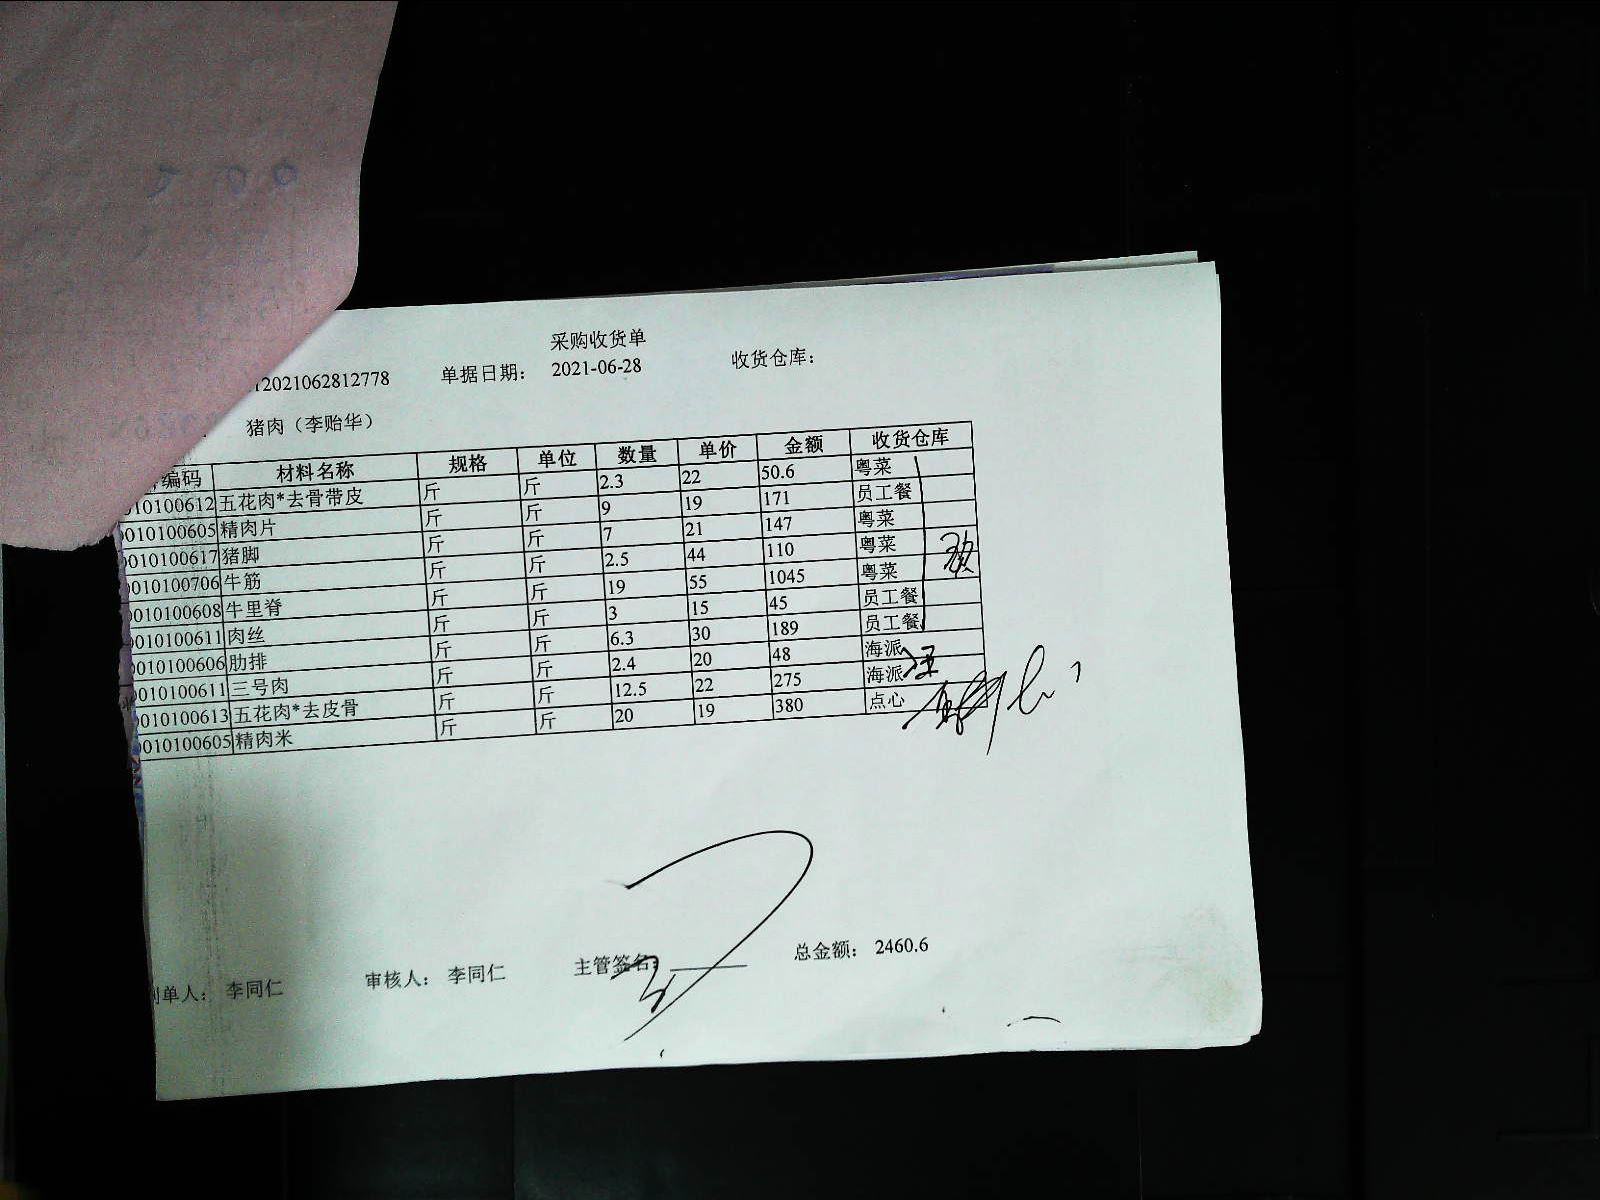 采购收货单
12021062812778 单据日期： 2021-06-28 收货仓库：
猪肉（李贻华）
编码 材料名称 规格 单位 数量 单价 金额 收货仓库
010100612 五花肉*去骨带皮 斤 斤 2.3 22 50.6 粤菜
0010100605 精肉片 斤 斤 9 19 171 员工餐
0010100617 猪脚 斤 斤 7 21 147 粤菜
0010100706 牛筋 斤 斤 2.5 44 110 粤菜
0010100608 牛里脊 斤 斤 19 55 1045 粤菜
0010100611 肉丝 斤 斤 3 15 45 员工餐
0010100606 肋排 斤 斤 6.3 30 189 员工餐
0010100611 三号肉 斤 斤 2.4 20 48 海派
0010100613 五花肉*去皮骨 斤 斤 12.5 22 275 海派
0010100605 精肉米 斤 斤 20 19 380 点心
制单人： 李同仁 审核人： 李同仁 主管签名： 总金额： 2460.6